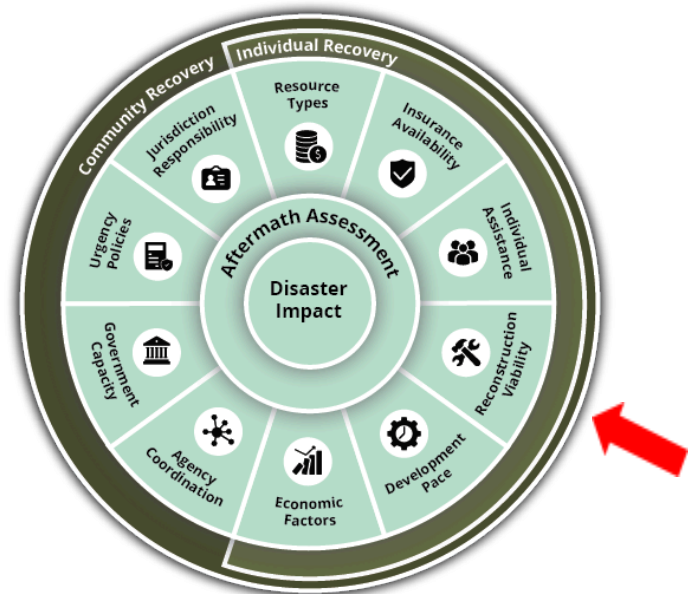 Community Recovery
Individual Recovery
Resource
Types
Insurance
Availability
Individual
Assistance
Reconstruction
Viability
Development
Pace
Economic
Factors
Agency
Coordination
Government
Capacity
Urgency
Policies
Jurisdiction
Responsibility
Aftermath Assessment
Disaster
Impact
$